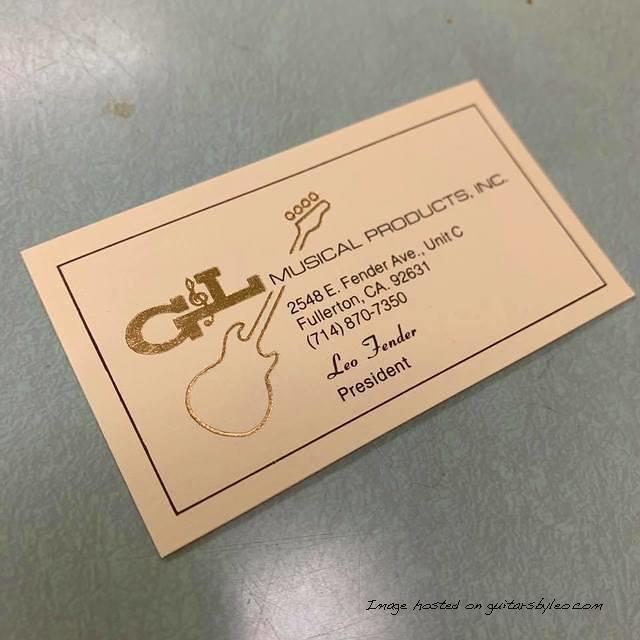 G&L MUSICAL PRODUCTS, INC.
2548 E. Fender Ave., Unit C
Fullerton, CA. 92631
(714) 870-7350
Leo Fender
President
Image hosted on guitarsbyleo.com